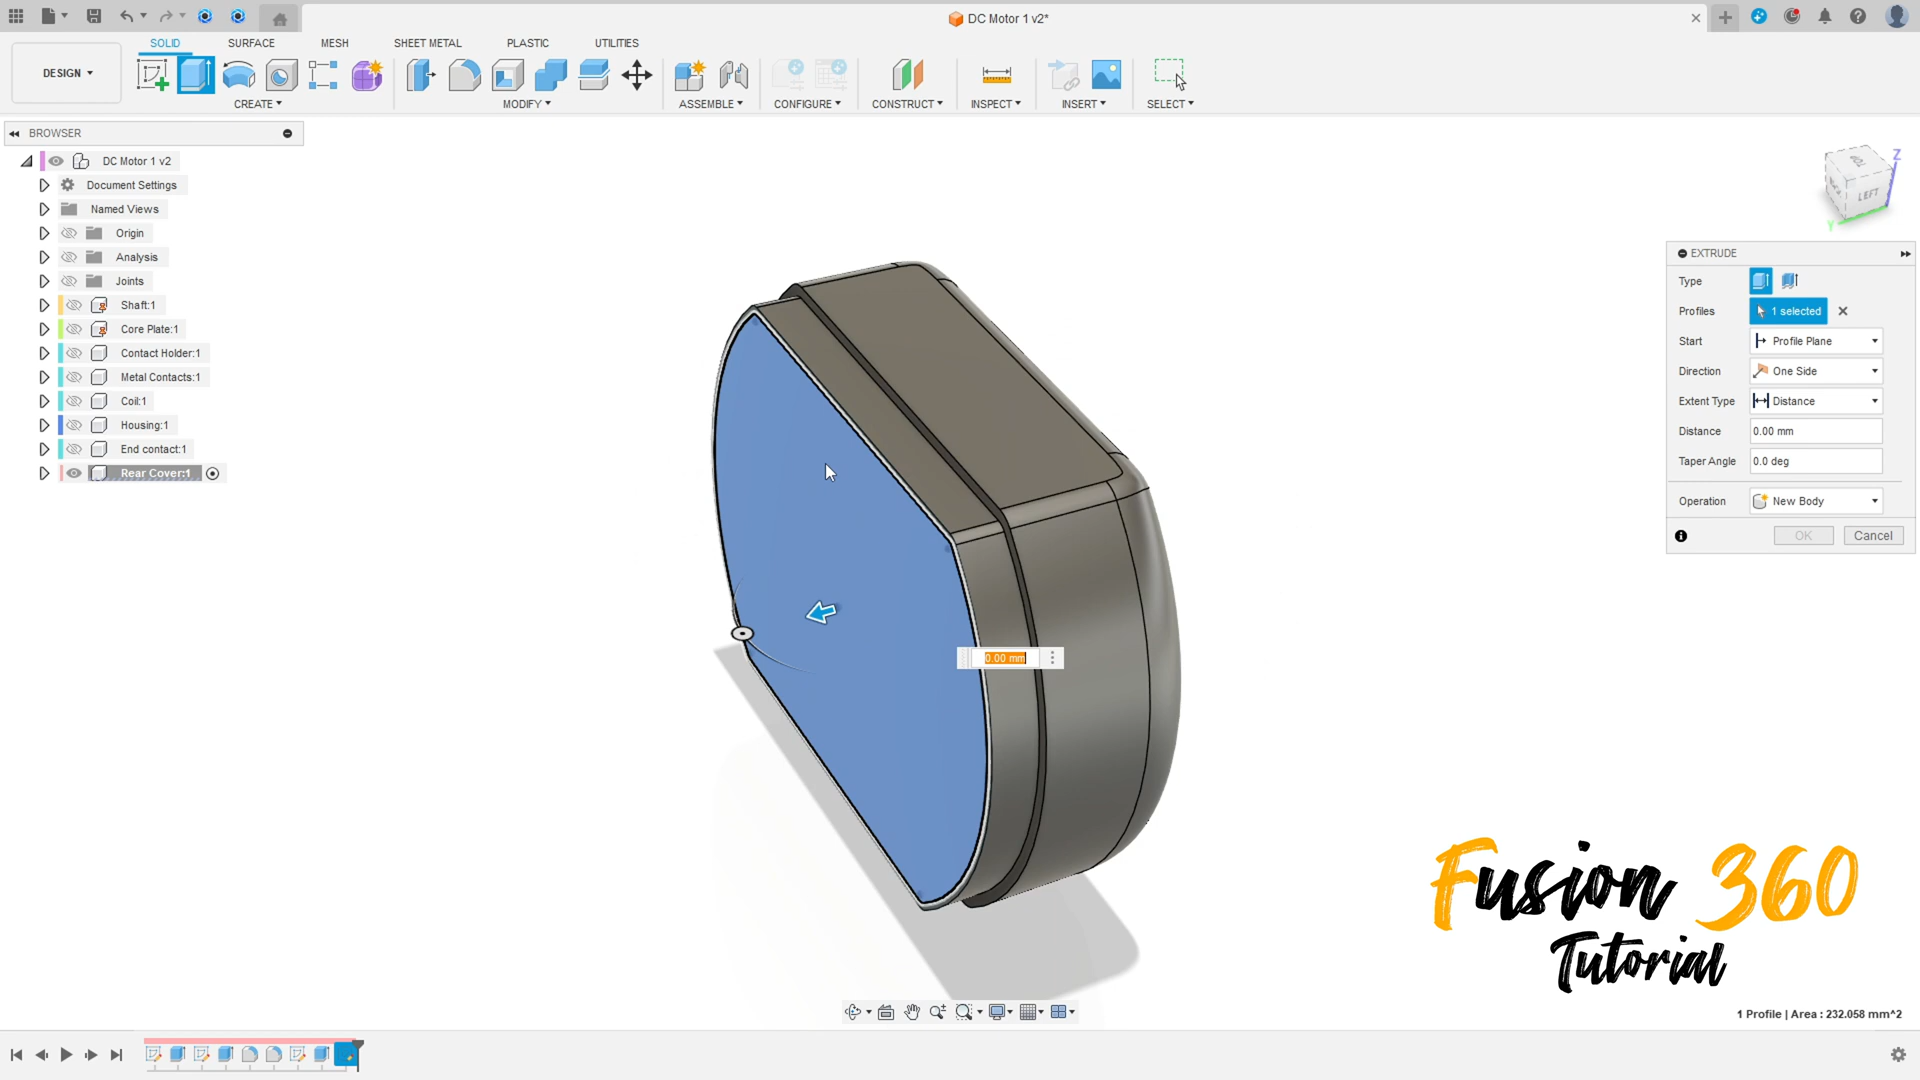 DC Motor 1 v2*
SOLID
SURFACE
MESH
SHEET METAL
PLASTIC
UTILITIES
DESIGN
CREATE
MODIFY
ASSEMBLE
CONFIGURE
CONSTRUCT
INSPECT
INSERT
SELECT
BROWSER
DC Motor 1 v2
Document Settings
Named Views
Origin
Analysis
Joints
Shaft:1
Core Plate:1
Contact Holder:1
Metal Contacts:1
Coil:1
Housing:1
End contact:1
Rear Cover:1
TOP
LEFT
Z
Y
EXTRUDE
Type
Profiles 1 selected
Start Profile Plane
Direction One Side
Extent Type Distance
Distance 0.00 mm
Taper Angle 0.0 deg
Operation New Body
OK Cancel
0.00 mm
Fusion 360
Tutorial
1 Profile | Area : 232.058 mm^2